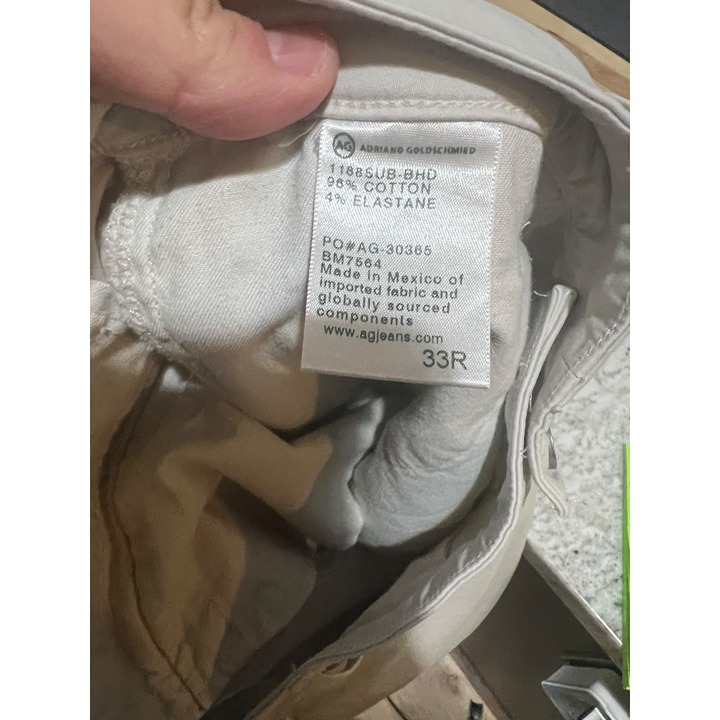 AG ADRIANO GOLDSCHMIED
1188SUB-BHD
96% COTTON
4% ELASTANE
PO#AG-30365
BM7564
Made in Mexico of
imported fabric and
globally sourced
components
www.agjeans.com
33R